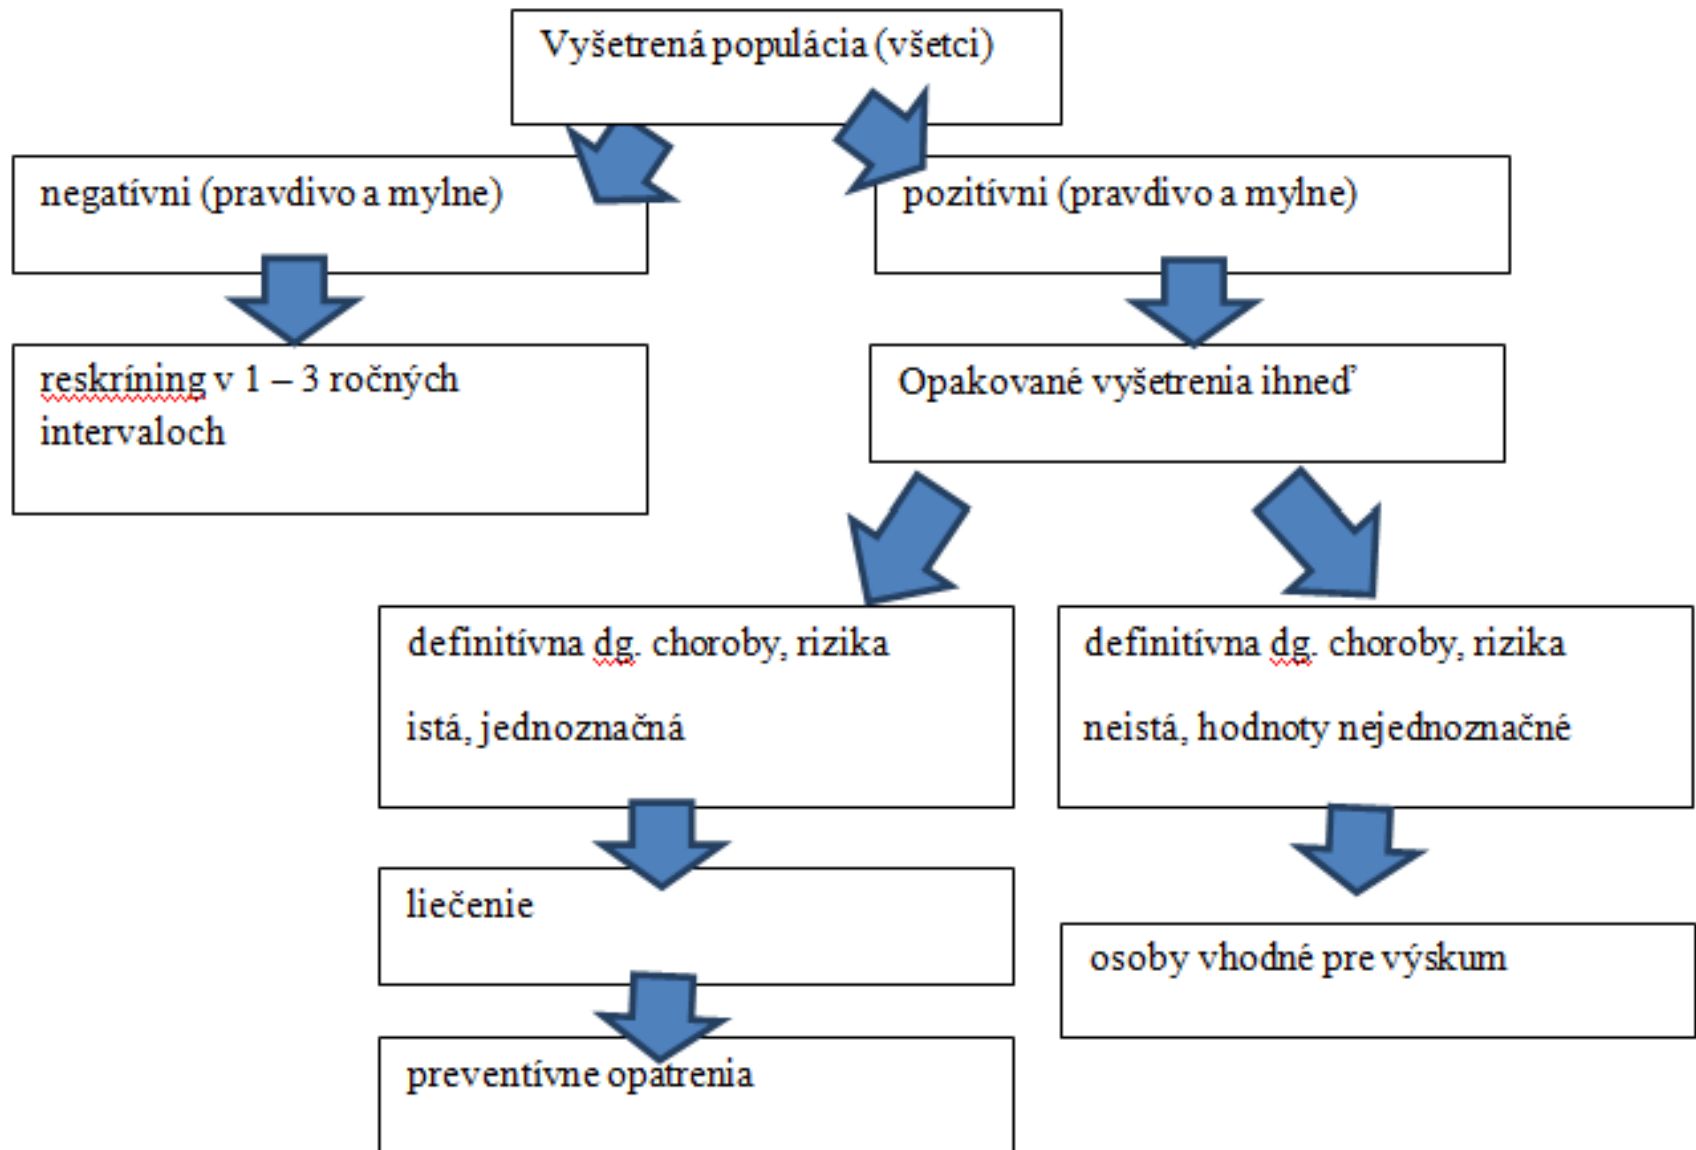 Vyšetrená populácia (všetci)
negatívni (pravdivo a mylne)
pozitívni (pravdivo a mylne)
reskríning v 1 – 3 ročných
intervaloch
Opakované vyšetrenia ihneď
definitívna dg. choroby, rizika
istá, jednoznačná
definitívna dg. choroby, rizika
neistá, hodnoty nejednoznačné
liečenie
osoby vhodné pre výskum
preventívne opatrenia